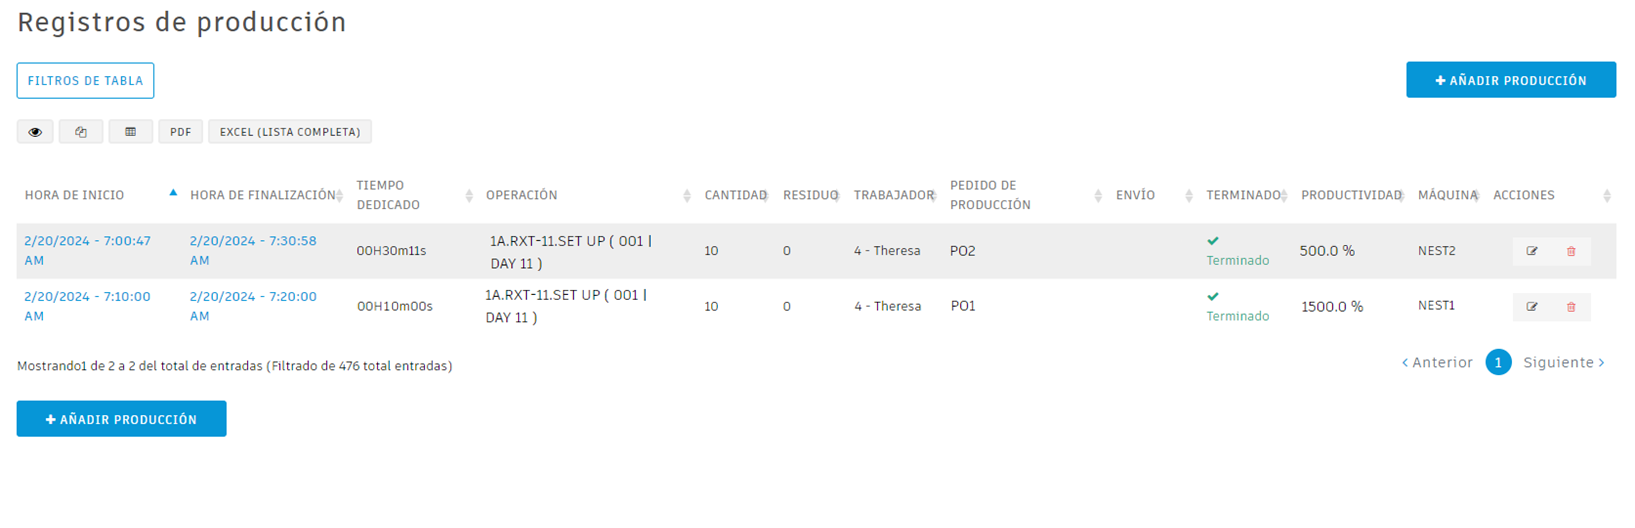 Registros de producción
FILTROS DE TABLA
AÑADIR PRODUCCIÓN
PDF
EXCEL (LISTA COMPLETA)
HORA DE INICIO
HORA DE FINALIZACIÓN
TIEMPO
DEDICADO
OPERACIÓN
CANTIDAD
RESIDUO
TRABAJADOR
PEDIDO DE
PRODUCCIÓN
ENVÍO
TERMINADO
PRODUCTIVIDAD
MÁQUINA
ACCIONES
2/20/2024 - 7:00:47
AM
2/20/2024 - 7:30:58
AM
00H30m11s
1A.RXT-11.SET UP ( 001 |
DAY 11 )
10
0
4 - Theresa
PO2
Terminado
500.0 %
NEST2
2/20/2024 - 7:10:00
AM
2/20/2024 - 7:20:00
AM
00H10m00s
1A.RXT-11.SET UP ( 001 |
DAY 11 )
10
0
4 - Theresa
PO1
Terminado
1500.0 %
NEST1
Mostrando1 de 2 a 2 del total de entradas (Filtrado de 476 total entradas)
Anterior
1
Siguiente
AÑADIR PRODUCCIÓN